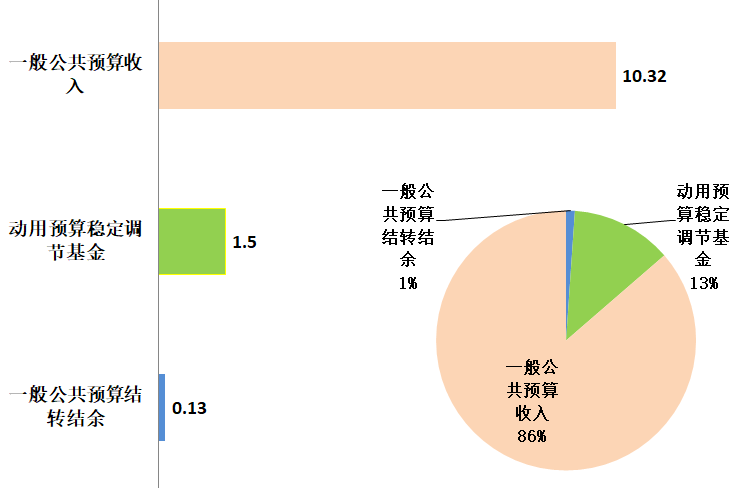 一般公共预算收
入
10.32
动用预算稳定调
节基金
1.5
一般公共预算结
转结余
0.13
一般公
共预算
结转结
余
1%
动用预
算稳定
调节基
金
13%
一般公
共预算
收入
86%